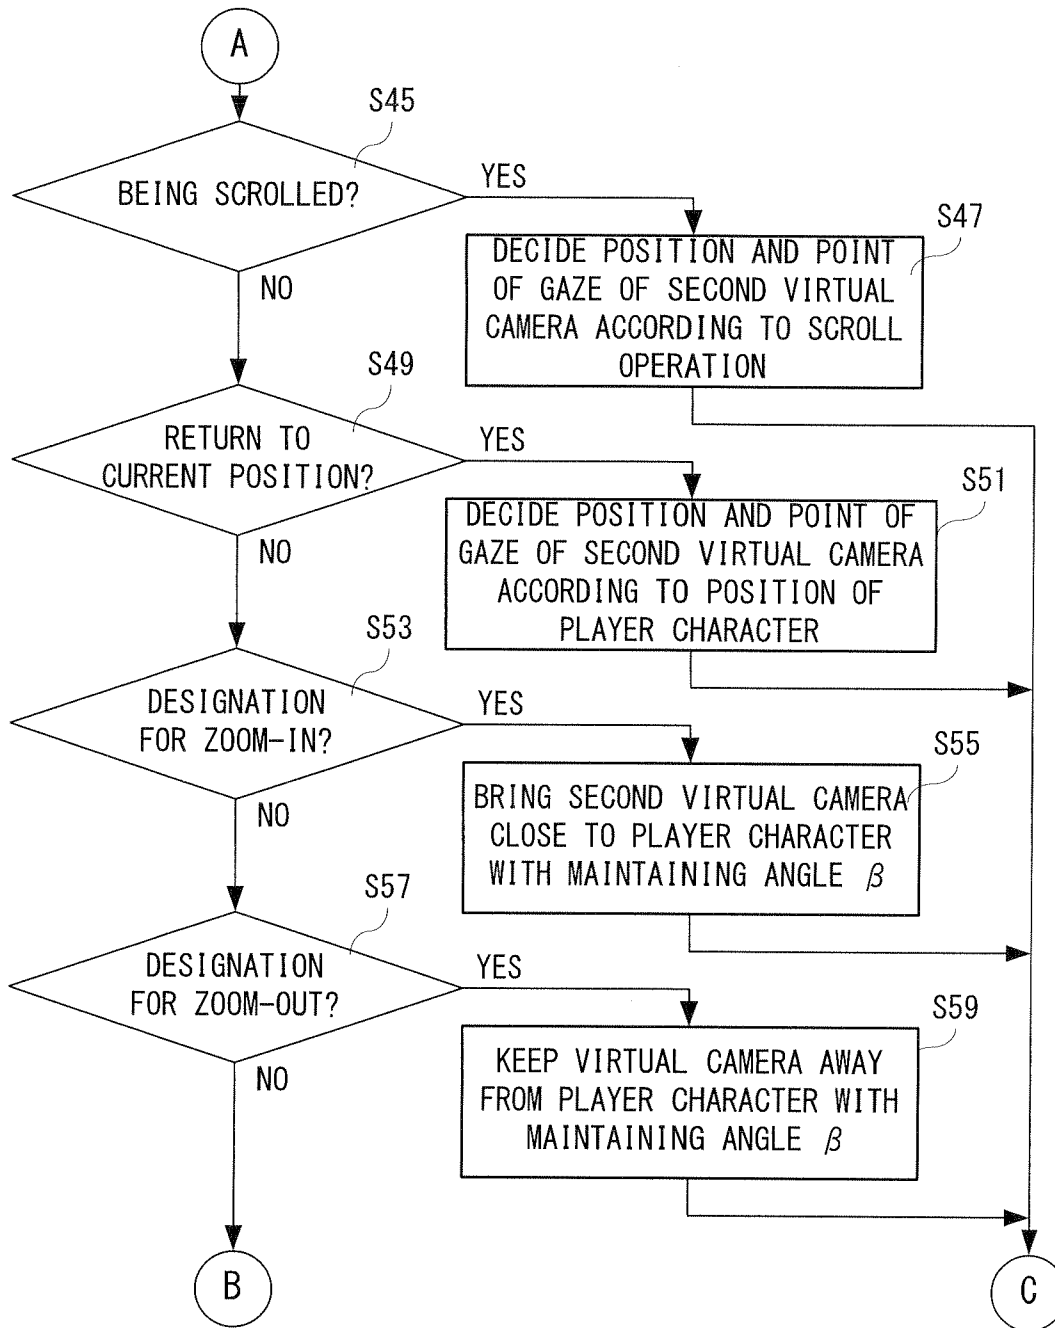 A
S45
BEING SCROLLED?
YES
NO
S47
DECIDE POSITION AND POINT
OF GAZE OF SECOND VIRTUAL
CAMERA ACCORDING TO SCROLL
OPERATION
S49
RETURN TO
CURRENT POSITION?
YES
NO
S51
DECIDE POSITION AND POINT OF
GAZE OF SECOND VIRTUAL CAMERA
ACCORDING TO POSITION OF
PLAYER CHARACTER
S53
DESIGNATION
FOR ZOOM-IN?
YES
NO
S55
BRING SECOND VIRTUAL CAMERA
CLOSE TO PLAYER CHARACTER
WITH MAINTAINING ANGLE β
S57
DESIGNATION
FOR ZOOM-OUT?
YES
NO
S59
KEEP VIRTUAL CAMERA AWAY
FROM PLAYER CHARACTER WITH
MAINTAINING ANGLE β
B
C